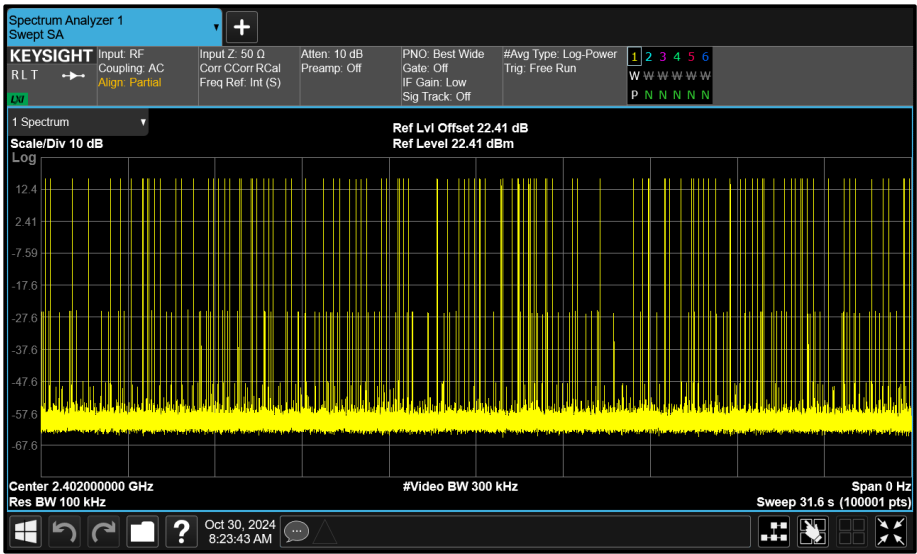 Spectrum Analyzer 1
Swept SA
+
KEYSIGHT Input: RF Input Z: 50 Ω Atten: 10 dB PNO: Best Wide #Avg Type: Log-Power 1 2 3 4 5 6
R L T Coupling: AC Corr CCorr RCal Preamp: Off Gate: Off Trig: Free Run
Align: Partial Freq Ref: Int (S) IF Gain: Low W W W W W W
LXI Sig Track: Off P N N N N N
1 Spectrum
Ref Lvl Offset 22.41 dB
Scale/Div 10 dB Ref Level 22.41 dBm
Log
12.4
2.41
-7.59
-17.6
-27.6
-37.6
-47.6
-57.6
-67.6
Center 2.402000000 GHz #Video BW 300 kHz Span 0 Hz
Res BW 100 kHz Sweep 31.6 s (100001 pts)
? Oct 30, 2024
8:23:43 AM